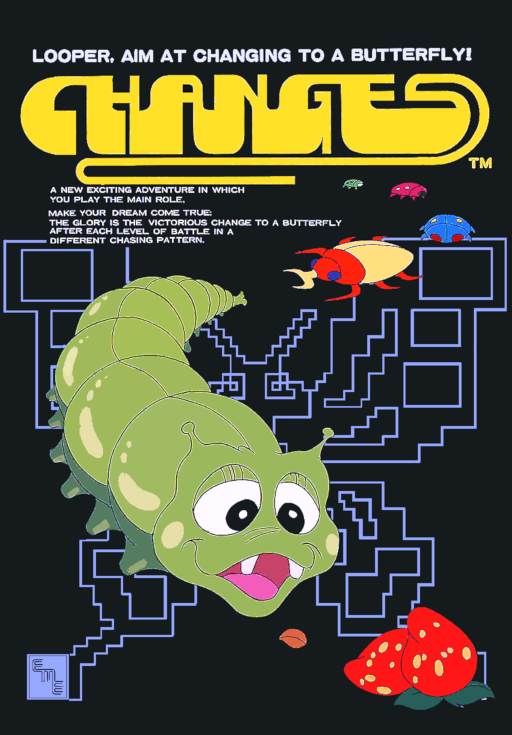 LOOPER, AIM AT CHANGING TO A BUTTERFLY!
CHANGES
TM
A NEW EXCITING ADVENTURE IN WHICH
YOU PLAY THE MAIN ROLE.
MAKE YOUR DREAM COME TRUE:
THE GLORY IS THE VICTORIOUS CHANGE TO A BUTTERFLY
AFTER EACH LEVEL OF BATTLE IN A
DIFFERENT CHASING PATTERN.